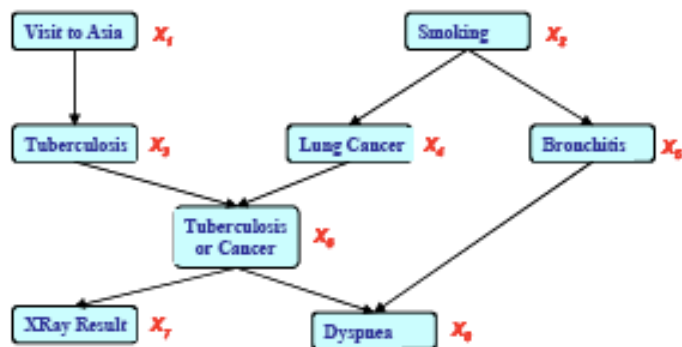 Visit to Asia X₁ Smoking X₂
Tuberculosis X₃ Lung Cancer X₄ Bronchitis X₅
Tuberculosis
or Cancer X₆
XRay Result X₇ Dyspnea X₈